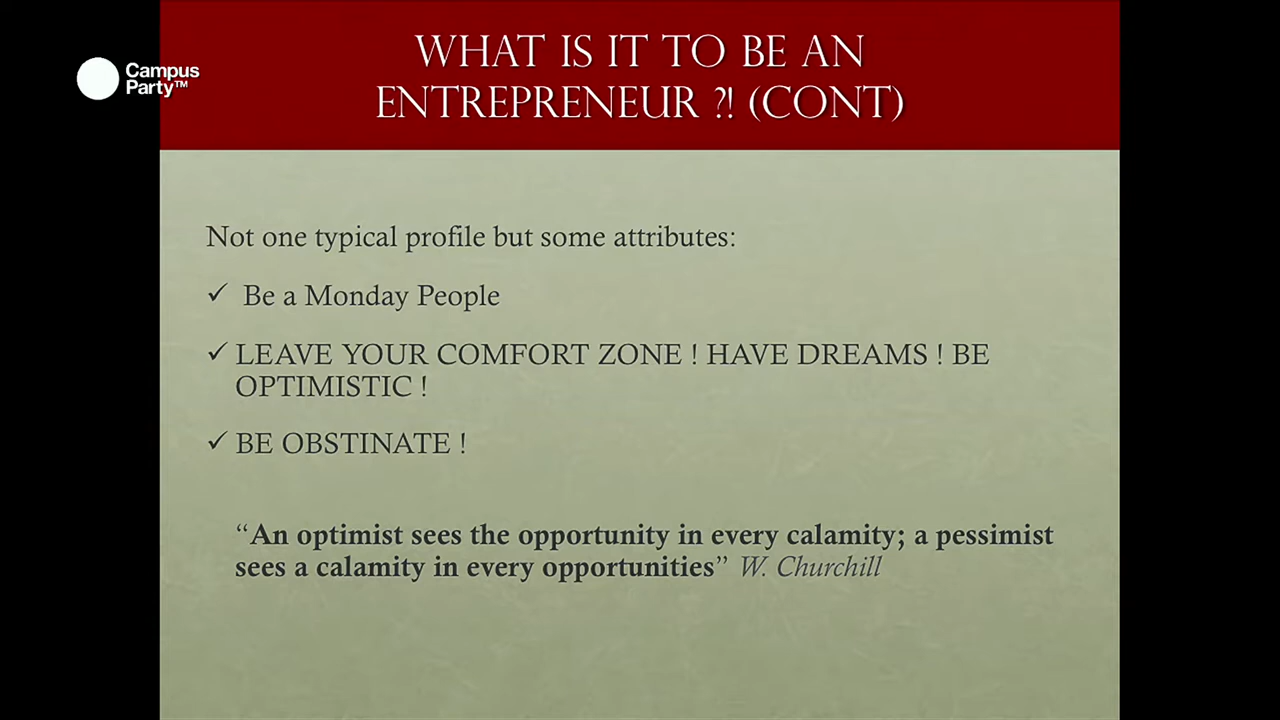 Campus
Party™
WHAT IS IT TO BE AN
ENTREPRENEUR ?! (CONT)
Not one typical profile but some attributes:
✓ Be a Monday People
✓ LEAVE YOUR COMFORT ZONE ! HAVE DREAMS ! BE
OPTIMISTIC !
✓ BE OBSTINATE !
“An optimist sees the opportunity in every calamity; a pessimist
sees a calamity in every opportunities” W. Churchill